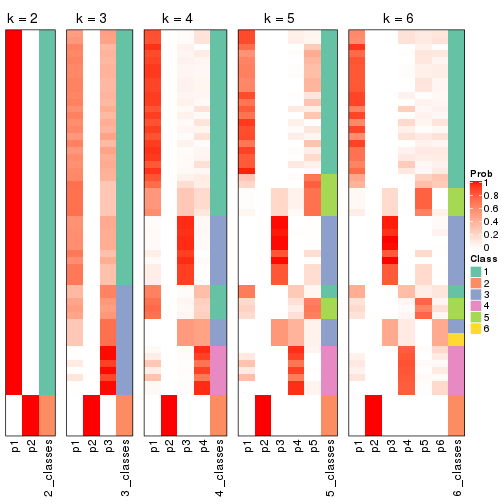 k = 2
k = 3
k = 4
k = 5
k = 6
Prob
1
0.8
0.6
0.4
0.2
0
Class
1
2
3
4
5
6
p1
p2
2_classes
p1
p2
p3
3_classes
p1
p2
p3
p4
4_classes
p1
p2
p3
p4
p5
5_classes
p1
p2
p3
p4
p5
p6
6_classes